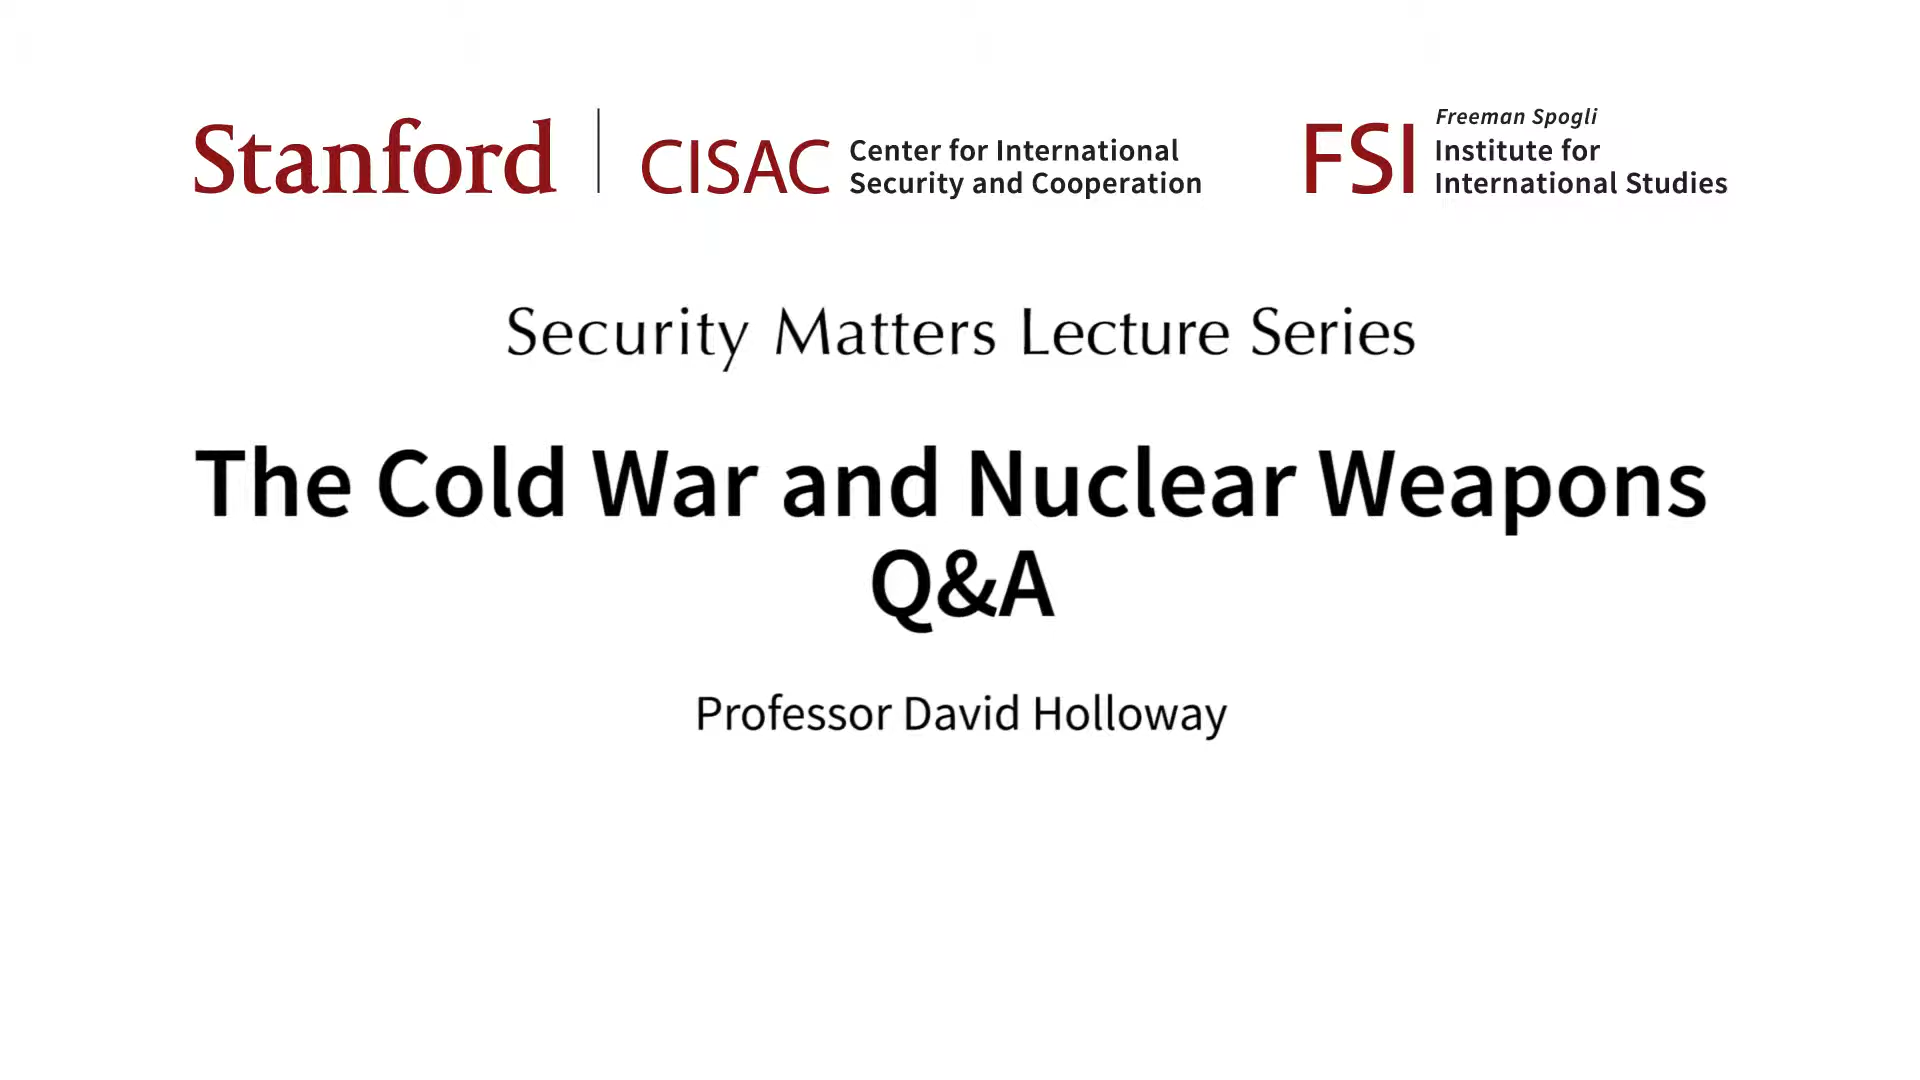 Stanford
CISAC
Center for International
Security and Cooperation
FSI
Freeman Spogli
Institute for
International Studies
Security Matters Lecture Series
The Cold War and Nuclear Weapons
Q&A
Professor David Holloway